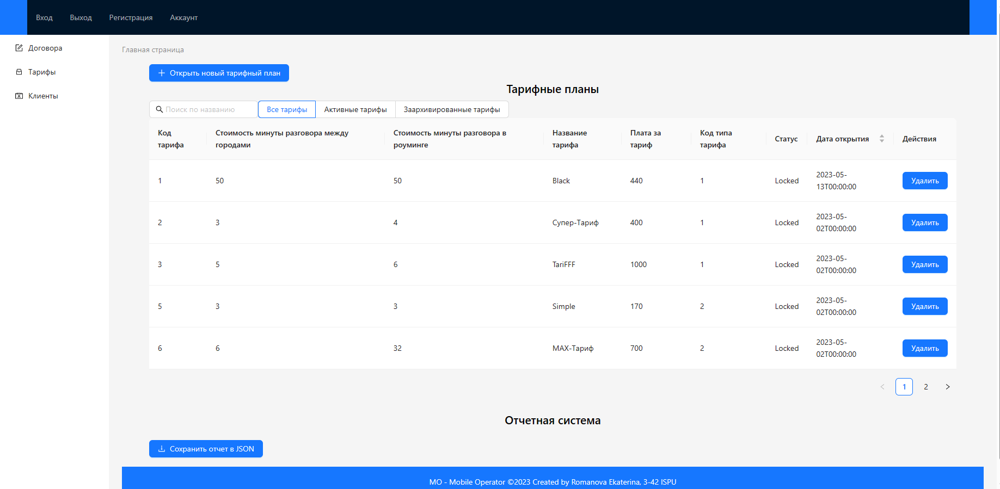 Вход Выход Регистрация Аккаунт
Договора
Тарифы
Клиенты
Главная страница
Открыть новый тарифный план
Тарифные планы
Поиск по названию Все тарифы Активные тарифы Заархивированные тарифы
Код тарифа Стоимость минуты разговора между городами Стоимость минуты разговора в роуминге Название тарифа Плата за тариф Код типа тарифа Статус Дата открытия Действия
1 50 50 Black 440 1 Locked 2023-05-13T00:00:00 Удалить
2 3 4 Супер-Тариф 400 1 Locked 2023-05-02T00:00:00 Удалить
3 5 6 TariFFF 1000 1 Locked 2023-05-02T00:00:00 Удалить
5 3 3 Simple 170 2 Locked 2023-05-02T00:00:00 Удалить
6 6 32 MAX-Тариф 700 2 Locked 2023-05-02T00:00:00 Удалить
< 1 2 >
Отчетная система
Сохранить отчет в JSON
MO - Mobile Operator ©2023 Created by Romanova Ekaterina, 3-42 ISPU